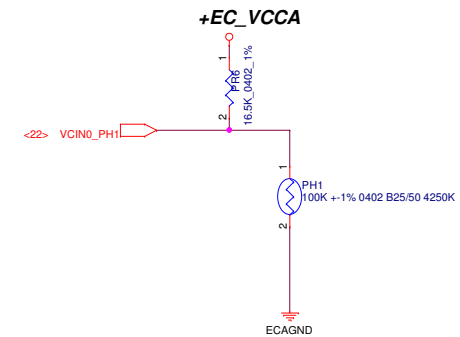 +EC_VCCA
1
PR6
16.5K_0402_1%
2
<22> VCIN0_PH1
1
PH1
100K +-1% 0402 B25/50 4250K
2
ECAGND